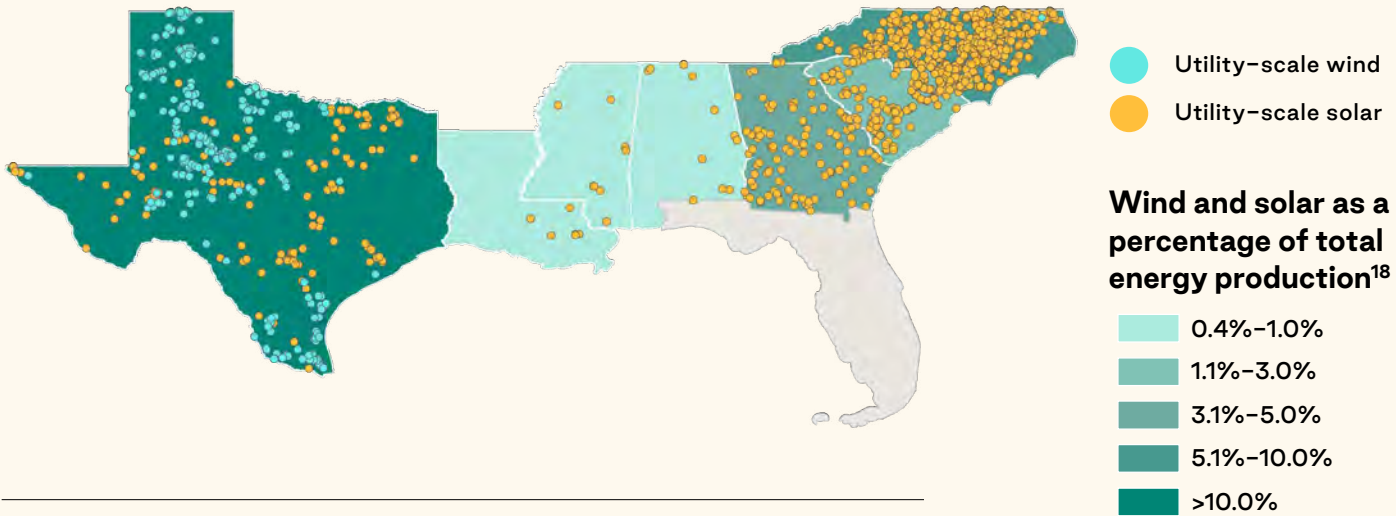 Utility-scale wind
Utility-scale solar
Wind and solar as a
percentage of total
energy production18
0.4%–1.0%
1.1%–3.0%
3.1%–5.0%
5.1%–10.0%
>10.0%